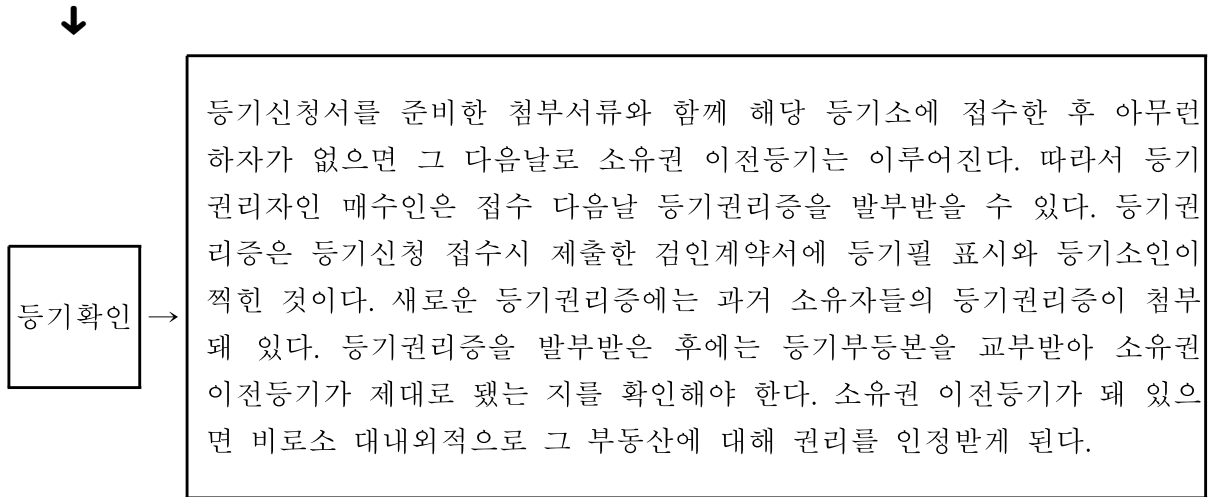 ↓
등기신청서를 준비한 첨부서류와 함께 해당 등기소에 접수한 후 아무런
하자가 없으면 그 다음날로 소유권 이전등기는 이루어진다. 따라서 등기
권리자인 매수인은 접수 다음날 등기권리증을 발부받을 수 있다. 등기권
리증은 등기신청 접수시 제출한 검인계약서에 등기필 표시와 등기소인이
등기확인 → 찍힌 것이다. 새로운 등기권리증에는 과거 소유자들의 등기권리증이 첨부
돼 있다. 등기권리증을 발부받은 후에는 등기부등본을 교부받아 소유권
이전등기가 제대로 됐는 지를 확인해야 한다. 소유권 이전등기가 돼 있으
면 비로소 대내외적으로 그 부동산에 대해 권리를 인정받게 된다.